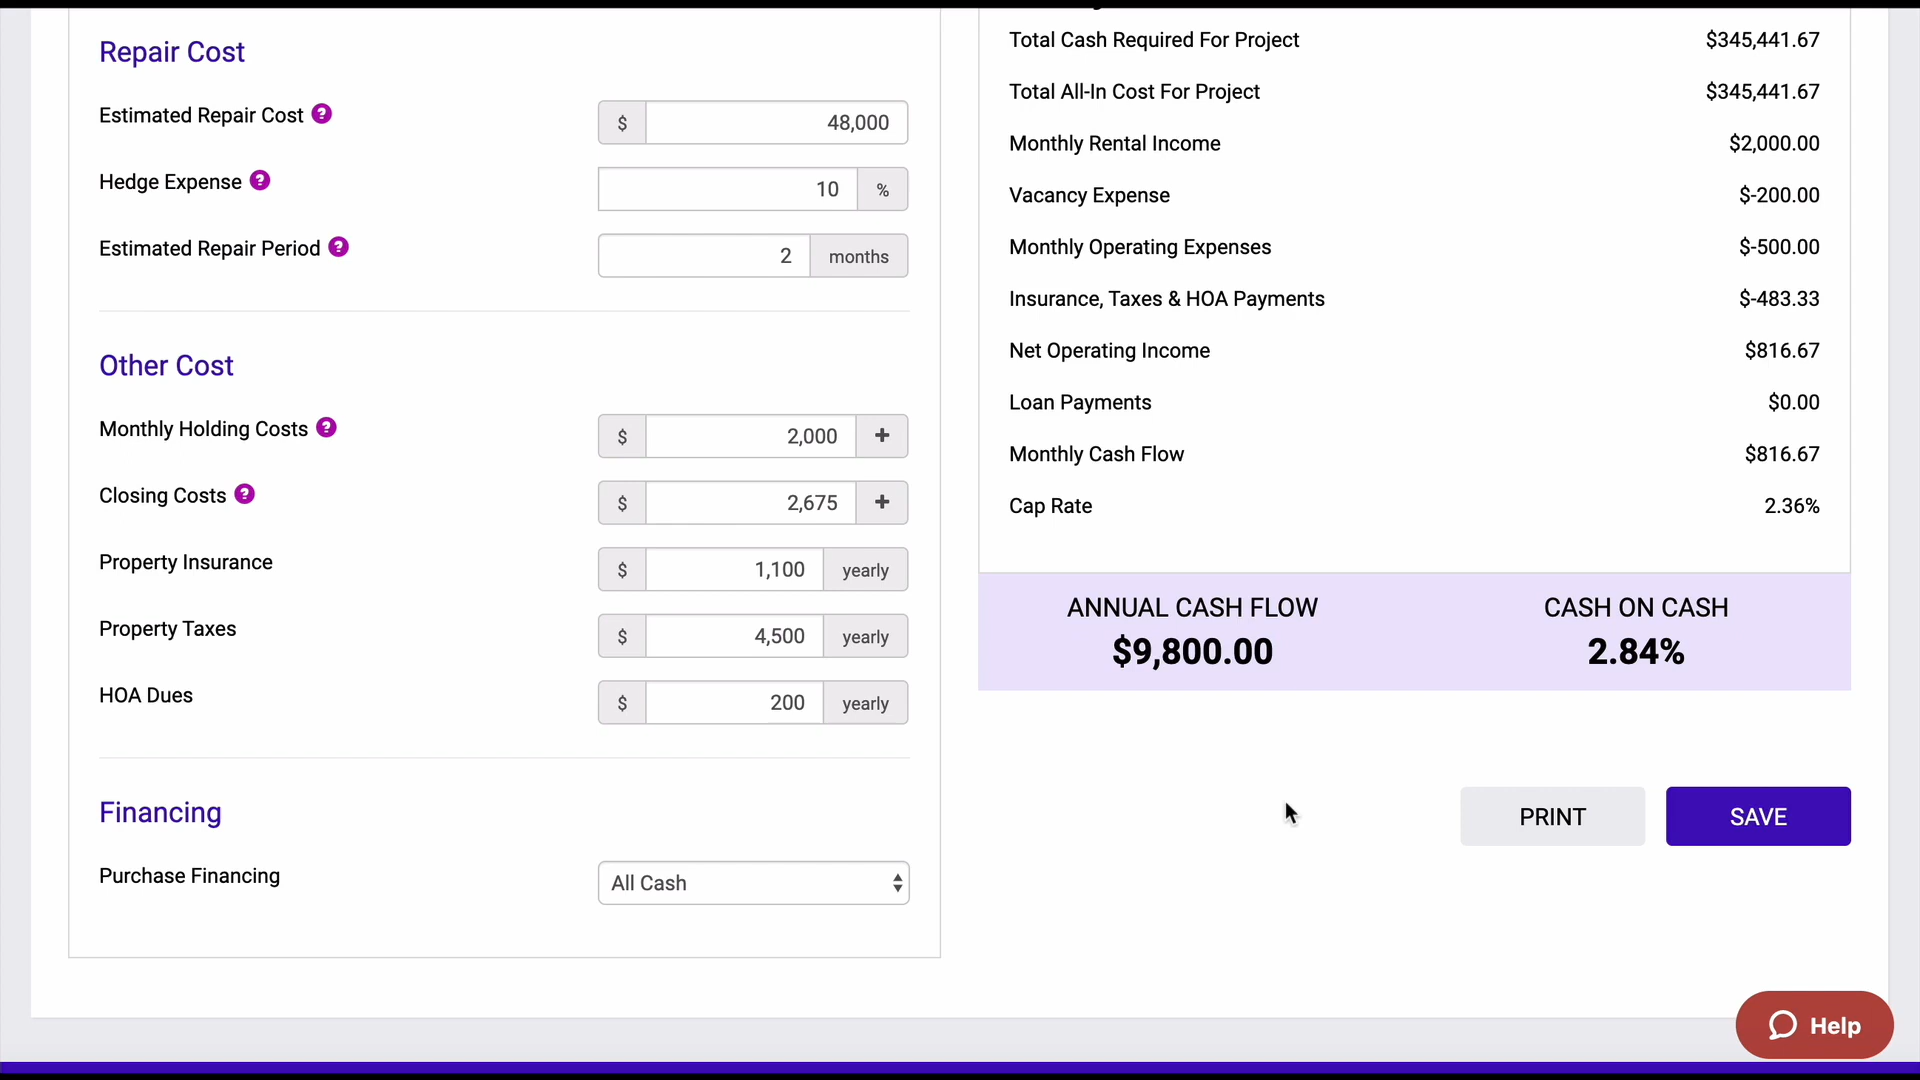 Repair Cost
Estimated Repair Cost ?
$ 48,000
Hedge Expense ?
10 %
Estimated Repair Period ?
2 months
Other Cost
Monthly Holding Costs ?
$ 2,000 +
Closing Costs ?
$ 2,675 +
Property Insurance
$ 1,100 yearly
Property Taxes
$ 4,500 yearly
HOA Dues
$ 200 yearly
Financing
Purchase Financing
All Cash
Total Cash Required For Project $345,441.67
Total All-In Cost For Project $345,441.67
Monthly Rental Income $2,000.00
Vacancy Expense $-200.00
Monthly Operating Expenses $-500.00
Insurance, Taxes & HOA Payments $-483.33
Net Operating Income $816.67
Loan Payments $0.00
Monthly Cash Flow $816.67
Cap Rate 2.36%
ANNUAL CASH FLOW
$9,800.00
CASH ON CASH
2.84%
PRINT
SAVE
Help